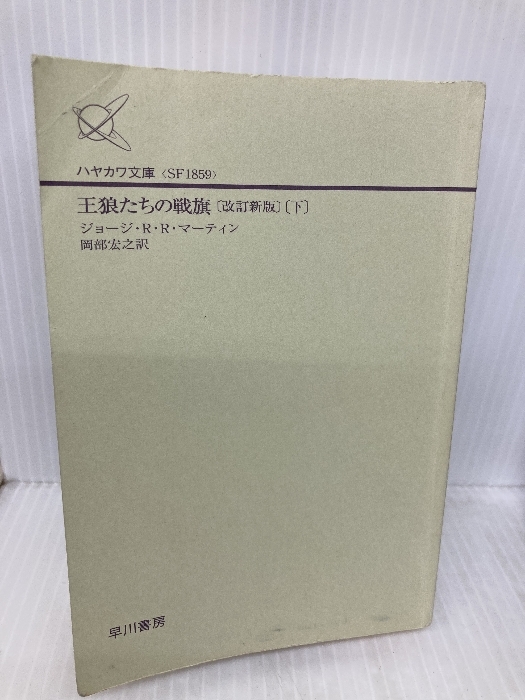 ハヤカワ文庫〈SF1859〉
王狼たちの戦旗〔改訂新版〕〔下〕
ジョージ・R・R・マーティン
岡部宏之訳
早川書房